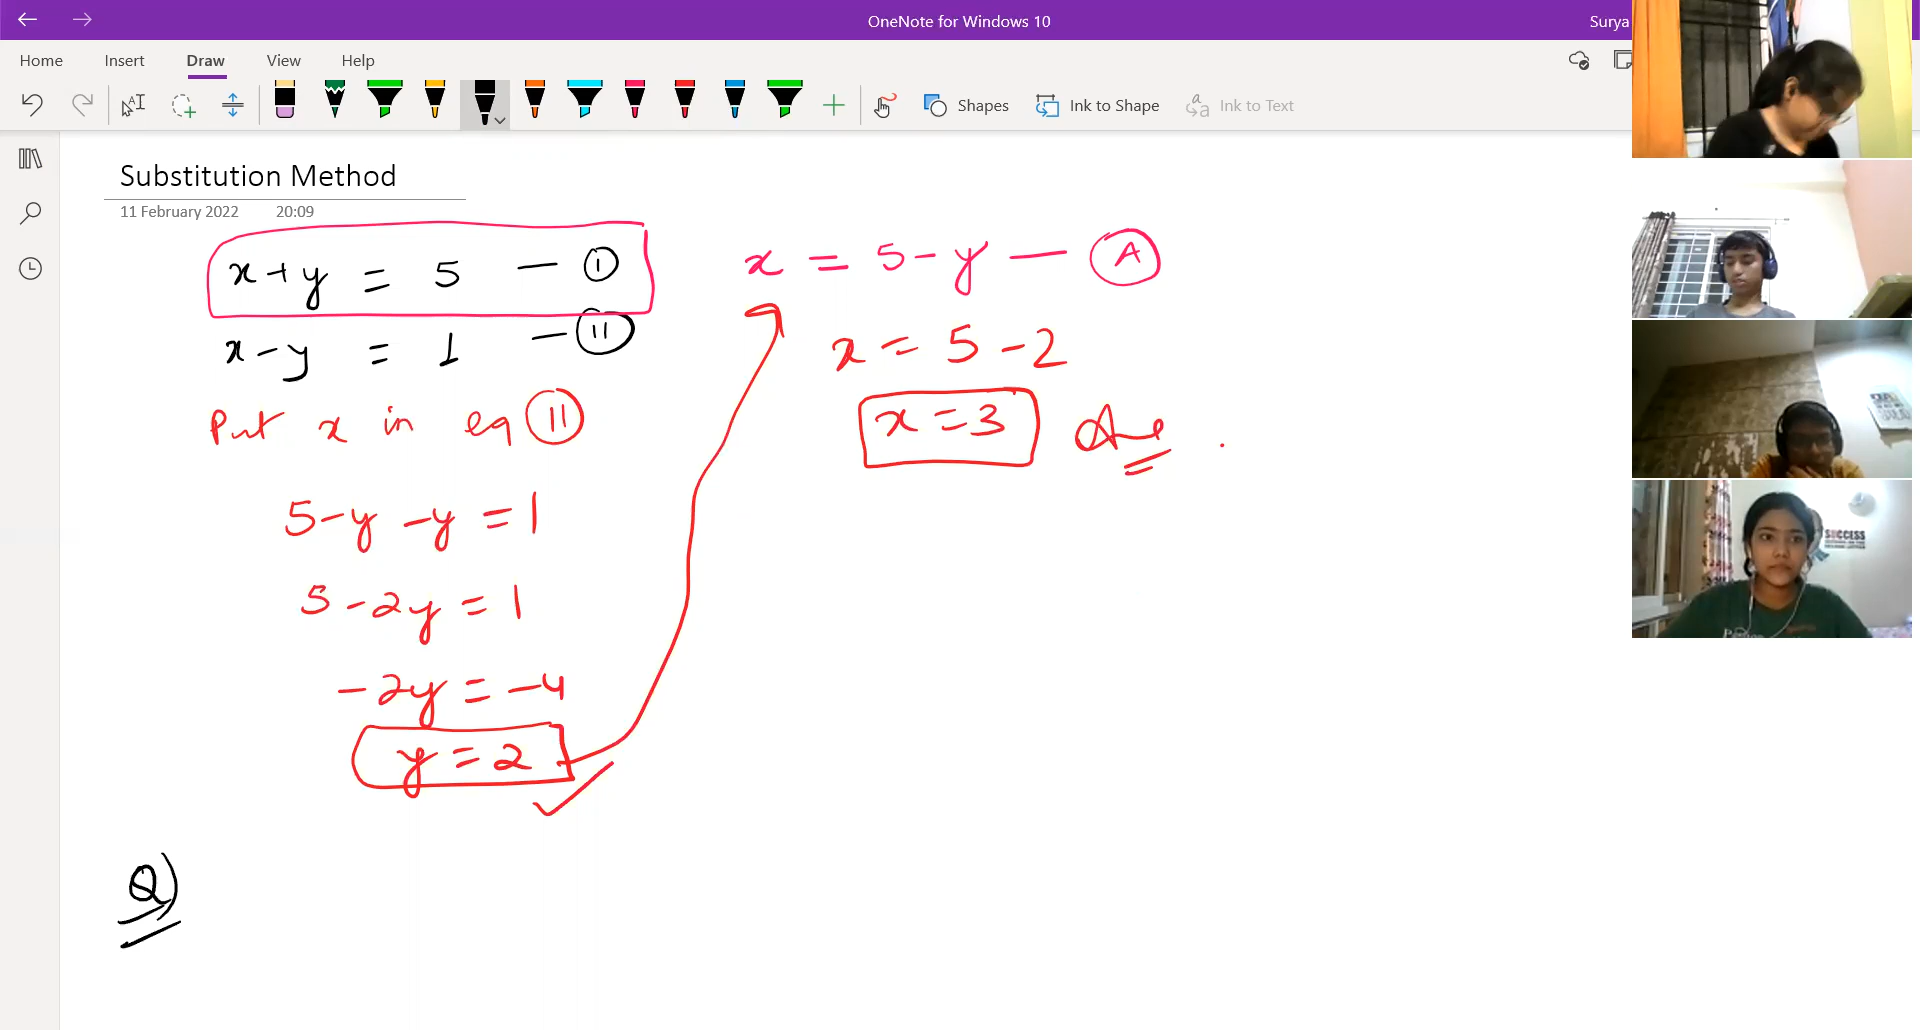 OneNote for Windows 10
Surya
Home Insert Draw View Help
Shapes Ink to Shape Ink to Text
Substitution Method
11 February 2022 20:09
x + y = 5 — I
x - y = 1 — II
Put x in eq II
5 - y - y = 1
5 - 2y = 1
- 2y = - 4
y = 2
x = 5 - y — A
x = 5 - 2
x = 3 Ans
Q)
SUCCESS